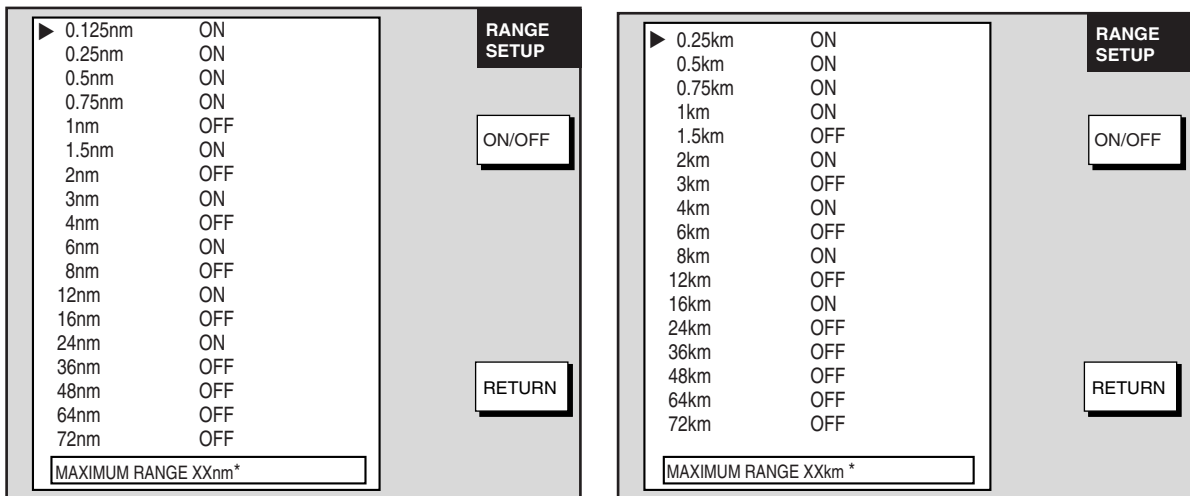 0.125nm ON
0.25nm ON
0.5nm ON
0.75nm ON
1nm OFF
1.5nm ON
2nm OFF
3nm ON
4nm OFF
6nm ON
8nm OFF
12nm ON
16nm OFF
24nm ON
36nm OFF
48nm OFF
64nm OFF
72nm OFF
MAXIMUM RANGE XXnm*
RANGE
SETUP
ON/OFF
RETURN
0.25km ON
0.5km ON
0.75km ON
1km ON
1.5km OFF
2km ON
3km OFF
4km ON
6km OFF
8km ON
12km OFF
16km ON
24km OFF
36km OFF
48km OFF
64km OFF
72km OFF
MAXIMUM RANGE XXkm *
RANGE
SETUP
ON/OFF
RETURN